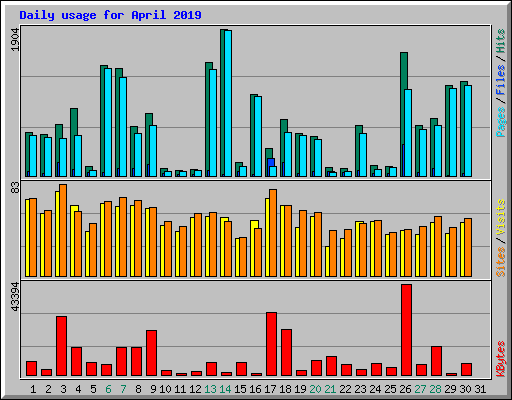 Daily usage for April 2019
1904
Pages / Files / Hits
83
Sites / Visits
43394
KBytes
1 2 3 4 5 6 7 8 9 10 11 12 13 14 15 16 17 18 19 20 21 22 23 24 25 26 27 28 29 30 31